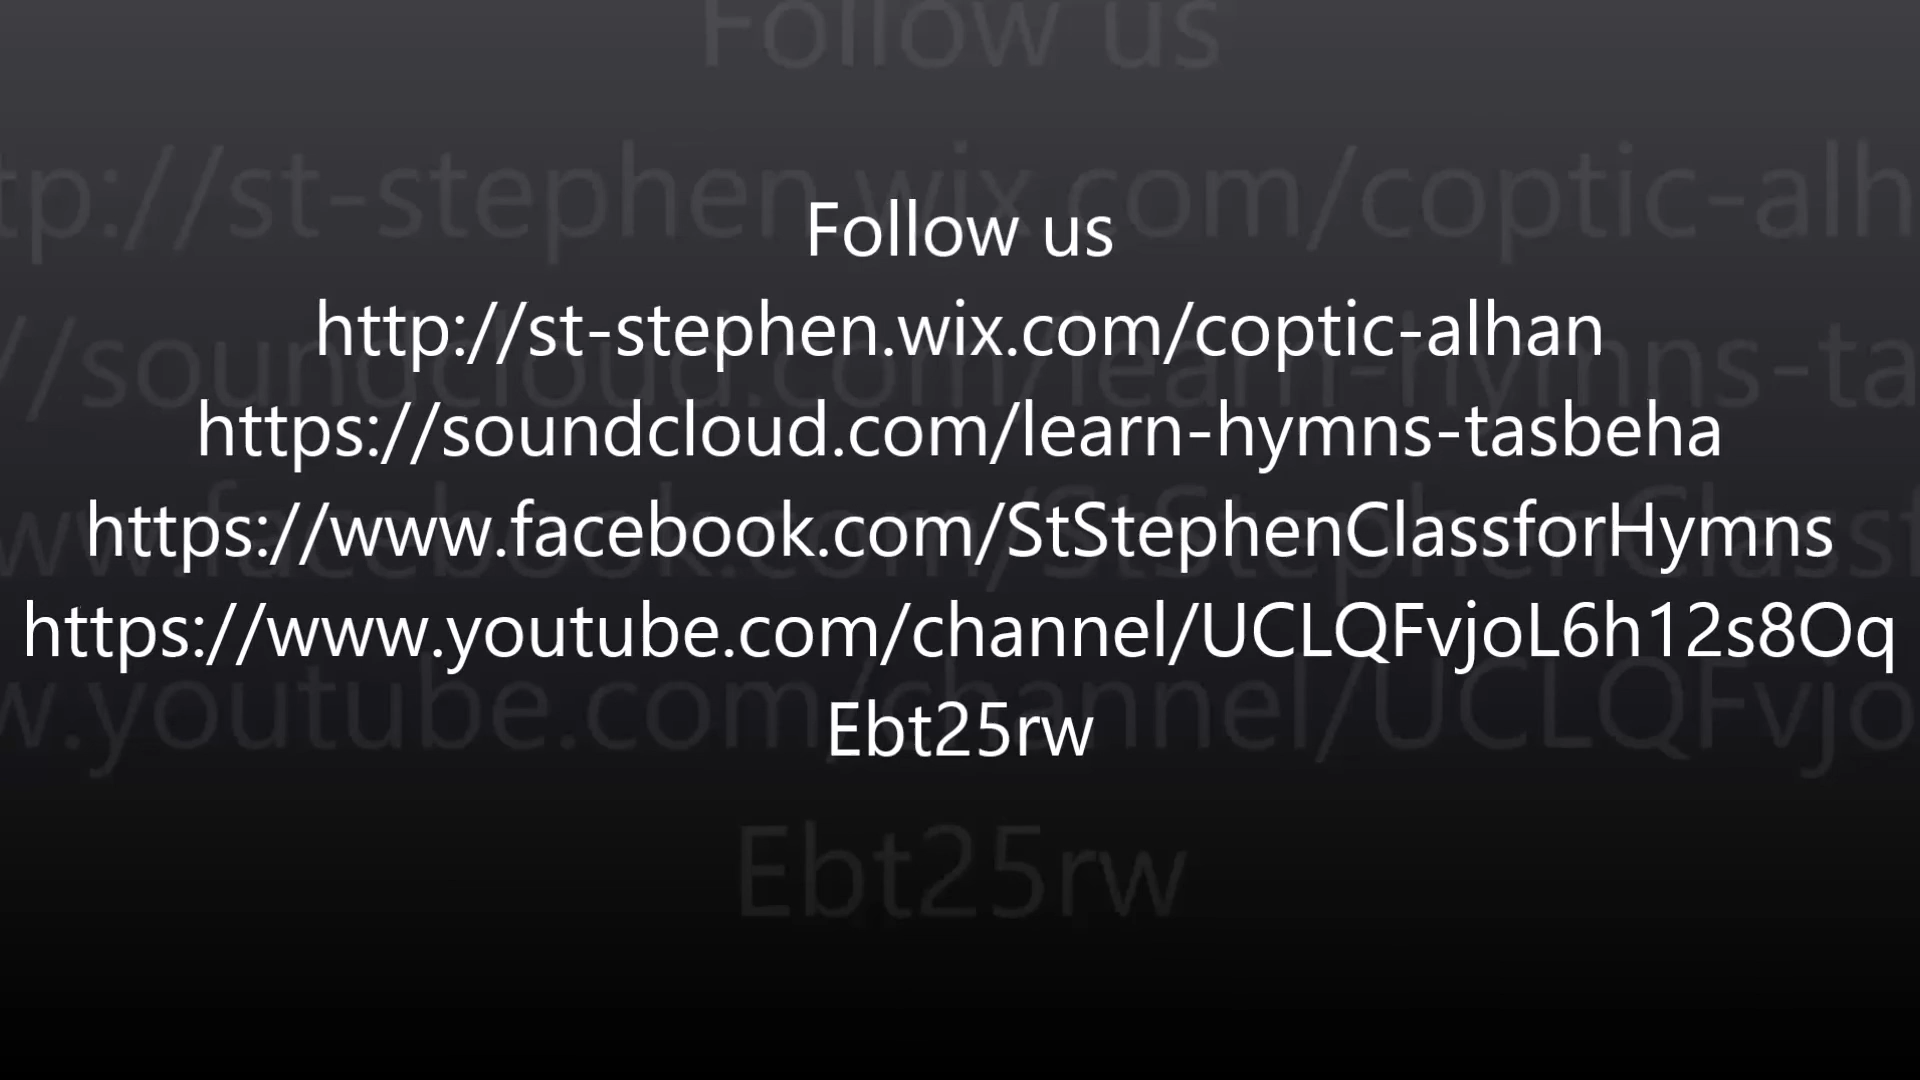 Follow us
http://st-stephen.wix.com/coptic-alhan
https://soundcloud.com/learn-hymns-tasbeha
https://www.facebook.com/StStephenClassforHymns
https://www.youtube.com/channel/UCLQFvjoL6h12s8Oq
Ebt25rw